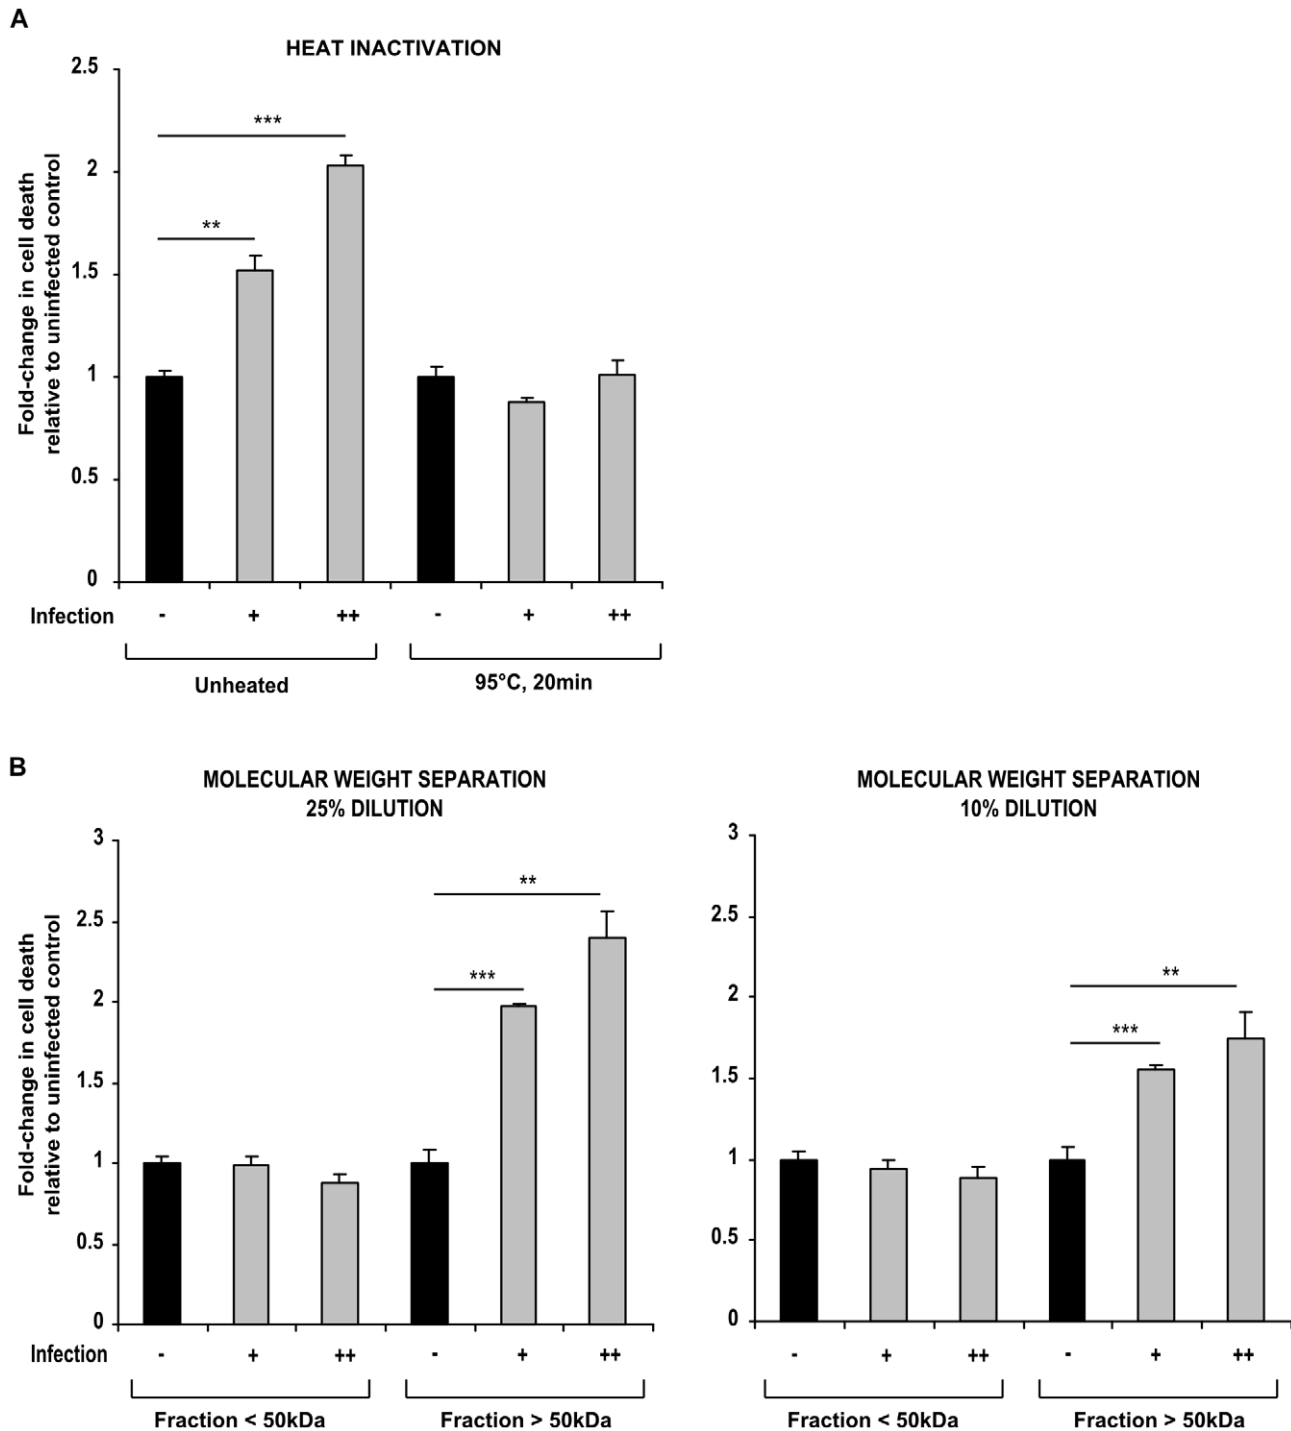 A
HEAT INACTIVATION
Fold-change in cell death
relative to uninfected control
2.5
2
1.5
1
0.5
0
***
**
Infection - + ++ - + ++
Unheated 95°C, 20min
B
MOLECULAR WEIGHT SEPARATION
25% DILUTION
Fold-change in cell death
relative to uninfected control
3
2.5
2
1.5
1
0.5
0
**
***
Infection - + ++ - + ++
Fraction < 50kDa Fraction > 50kDa
MOLECULAR WEIGHT SEPARATION
10% DILUTION
3
2.5
2
1.5
1
0.5
0
**
***
- + ++ - + ++
Fraction < 50kDa Fraction > 50kDa